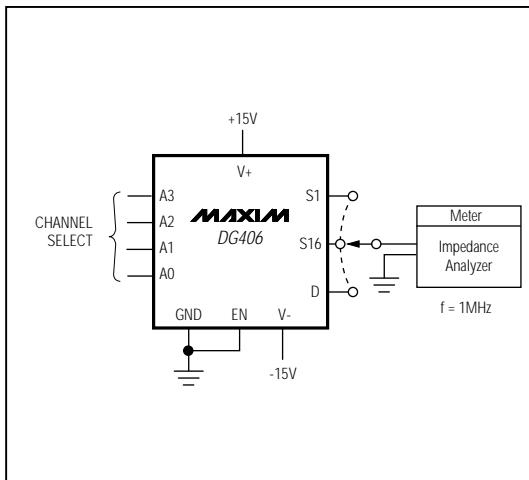 +15V
V+
A3
A2
A1
A0
CHANNEL
SELECT
MAXIM
DG406
S1
S16
D
GND
EN
V-
-15V
Meter
Impedance
Analyzer
f = 1MHz